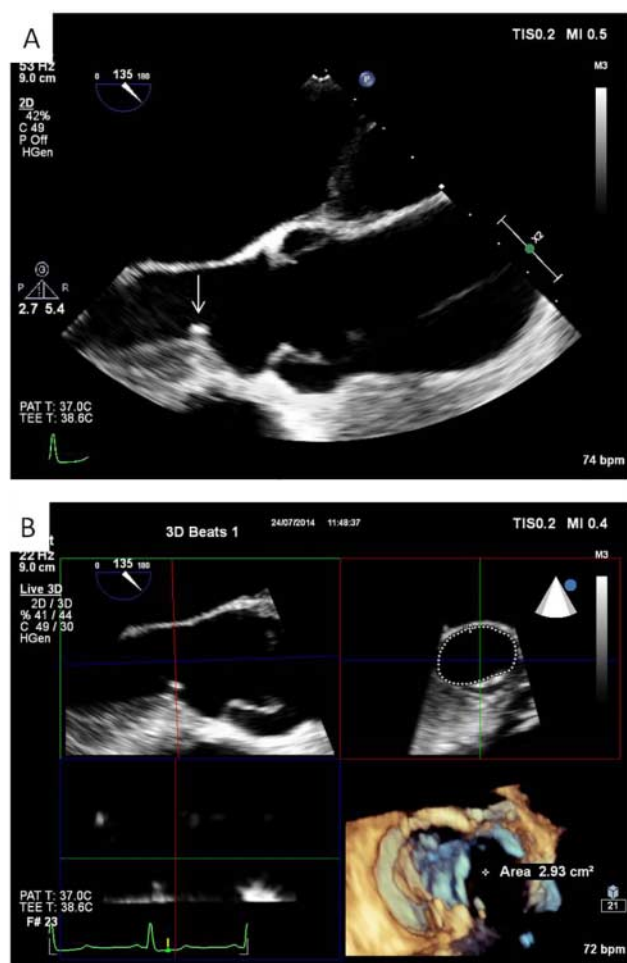 A
TIS0.2 MI 0.5
53 Hz
9.0 cm
0 135 180
P
M3
2D
42%
C 49
P Off
HGen
X2
G
P R
2.7 5.4
PAT T: 37.0C
TEE T: 38.6C
74 bpm
B
3D Beats 1
24/07/2014 11:48:37
TIS0.2 MI 0.4
22 Hz
9.0 cm
0 135 180
M3
Live 3D
2D / 3D
% 41 / 44
C 49 / 30
HGen
Area 2.93 cm²
PAT T: 37.0C
TEE T: 38.6C
F# 23
21
72 bpm